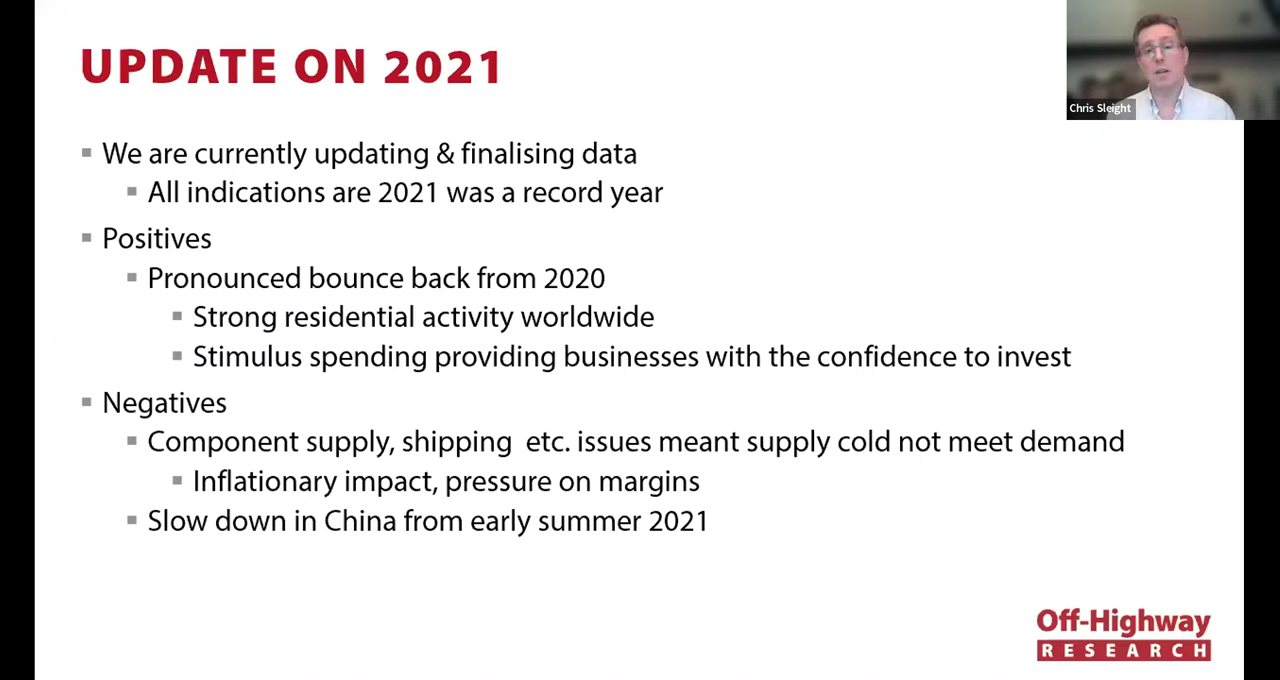 UPDATE ON 2021
Chris Sleight
We are currently updating & finalising data
All indications are 2021 was a record year
Positives
Pronounced bounce back from 2020
Strong residential activity worldwide
Stimulus spending providing businesses with the confidence to invest
Negatives
Component supply, shipping  etc. issues meant supply cold not meet demand
Inflationary impact, pressure on margins
Slow down in China from early summer 2021
Off-Highway
RESEARCH